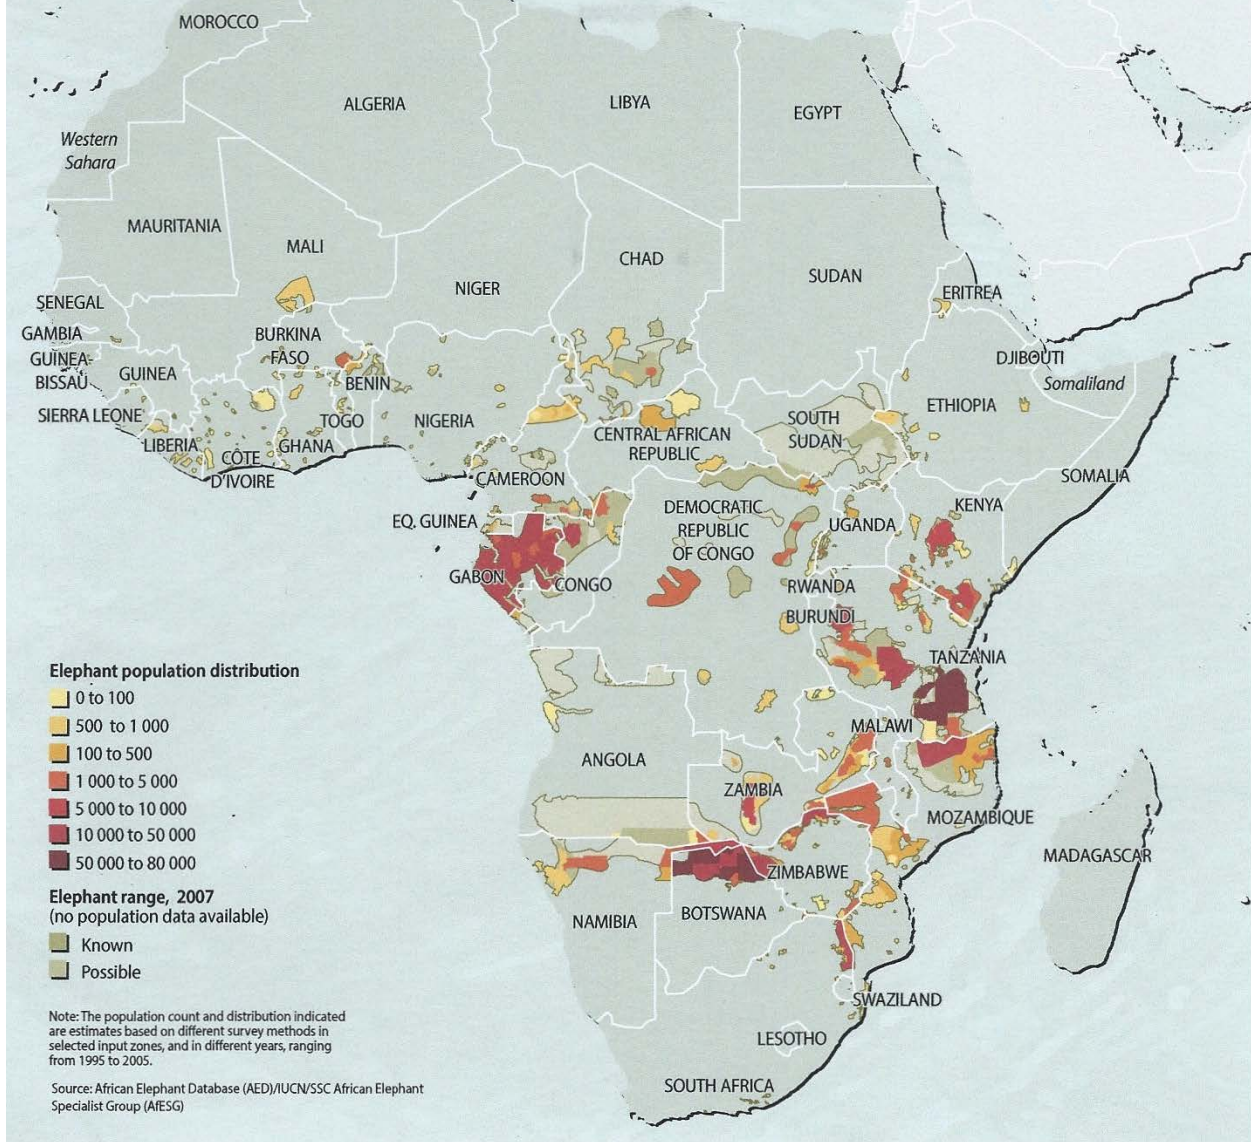 MOROCCO
ALGERIA
LIBYA
EGYPT
Western
Sahara
MAURITANIA
MALI
NIGER
CHAD
SUDAN
ERITREA
SENEGAL
GAMBIA
GUINEA-
BISSAU
GUINEA
BURKINA
FASO
BENIN
DJIBOUTI
Somaliland
SIERRA LEONE
LIBERIA
CÔTE
D'IVOIRE
GHANA
TOGO
NIGERIA
CENTRAL AFRICAN
REPUBLIC
SOUTH
SUDAN
ETHIOPIA
SOMALIA
CAMEROON
EQ. GUINEA
DEMOCRATIC
REPUBLIC
OF CONGO
UGANDA
KENYA
GABON
CONGO
RWANDA
BURUNDI
TANZANIA
MALAWI
ANGOLA
ZAMBIA
MOZAMBIQUE
MADAGASCAR
ZIMBABWE
NAMIBIA
BOTSWANA
SWAZILAND
LESOTHO
SOUTH AFRICA
Elephant population distribution
0 to 100
500 to 1 000
100 to 500
1 000 to 5 000
5 000 to 10 000
10 000 to 50 000
50 000 to 80 000
Elephant range, 2007
(no population data available)
Known
Possible
Note: The population count and distribution indicated
are estimates based on different survey methods in
selected input zones, and in different years, ranging
from 1995 to 2005.
Source: African Elephant Database (AED)/IUCN/SSC African Elephant
Specialist Group (AfESG)